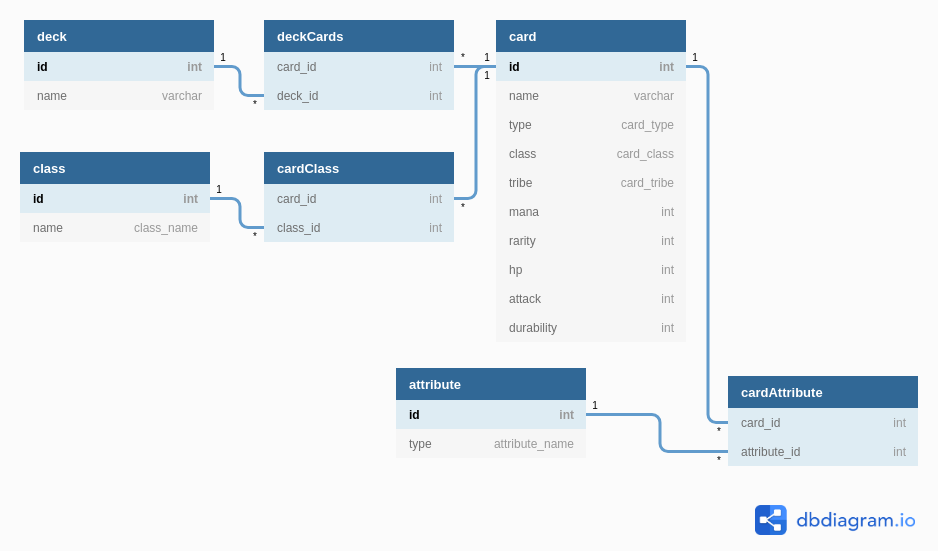 deck
id int
name varchar
1
*
deckCards
card_id int
deck_id int
* 1
1
card
id int
name varchar
type card_type
class card_class
tribe card_tribe
mana int
rarity int
hp int
attack int
durability int
1
class
id int
name class_name
1
*
cardClass
card_id int
class_id int
*
attribute
id int
type attribute_name
1
cardAttribute
card_id int
attribute_id int
*
*
dbdiagram.io